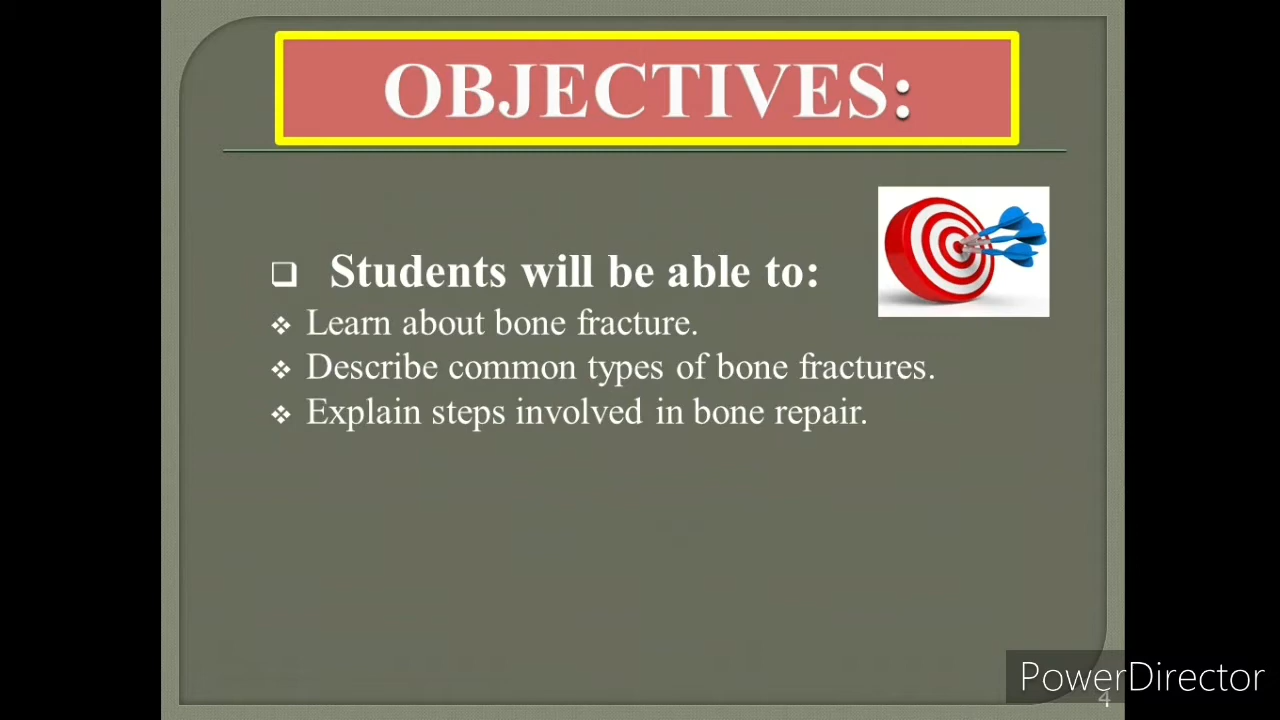 OBJECTIVES:
❑ Students will be able to:
❖ Learn about bone fracture.
❖ Describe common types of bone fractures.
❖ Explain steps involved in bone repair.
PowerDirector
4